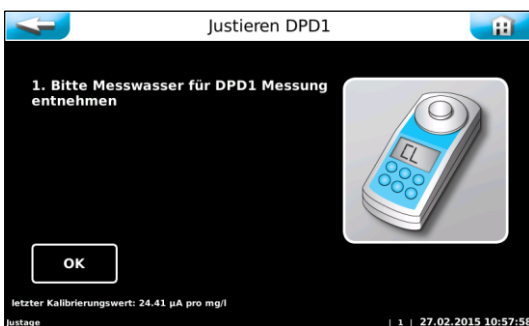 Justieren DPD1
1. Bitte Messwasser für DPD1 Messung
entnehmen
CL
OK
letzter Kalibrierungswert: 24.41 µA pro mg/l
Justage | 1 | 27.02.2015 10:57:58